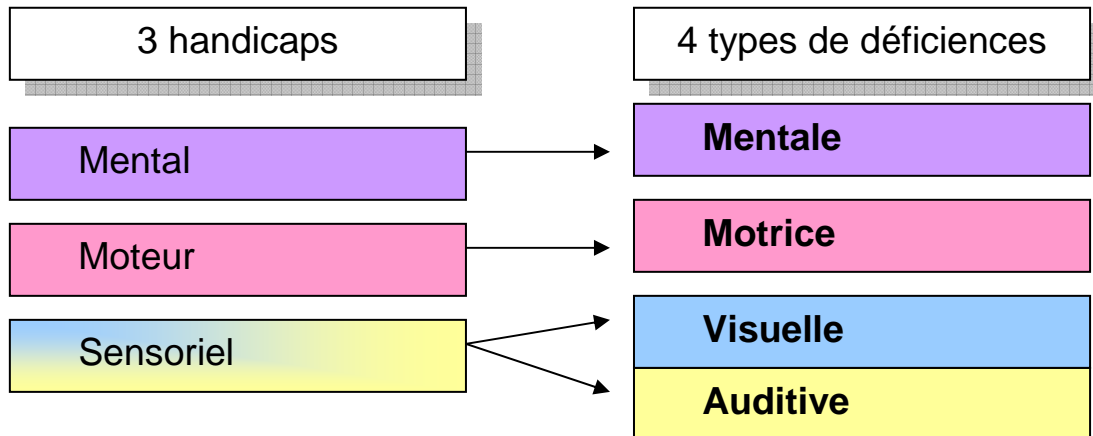 3 handicaps
4 types de déficiences
Mental
Mentale
Moteur
Motrice
Sensoriel
Visuelle
Auditive